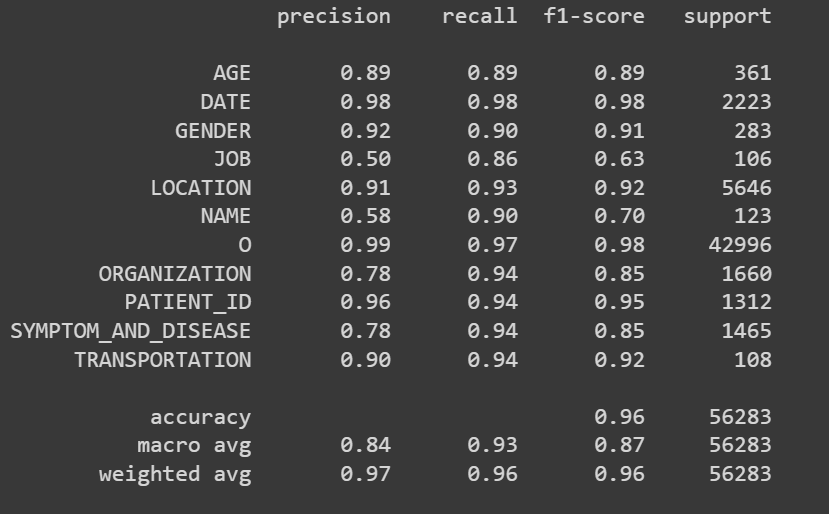 precision recall f1-score support
AGE 0.89 0.89 0.89 361
DATE 0.98 0.98 0.98 2223
GENDER 0.92 0.90 0.91 283
JOB 0.50 0.86 0.63 106
LOCATION 0.91 0.93 0.92 5646
NAME 0.58 0.90 0.70 123
O 0.99 0.97 0.98 42996
ORGANIZATION 0.78 0.94 0.85 1660
PATIENT_ID 0.96 0.94 0.95 1312
SYMPTOM_AND_DISEASE 0.78 0.94 0.85 1465
TRANSPORTATION 0.90 0.94 0.92 108
accuracy 0.96 56283
macro avg 0.84 0.93 0.87 56283
weighted avg 0.97 0.96 0.96 56283